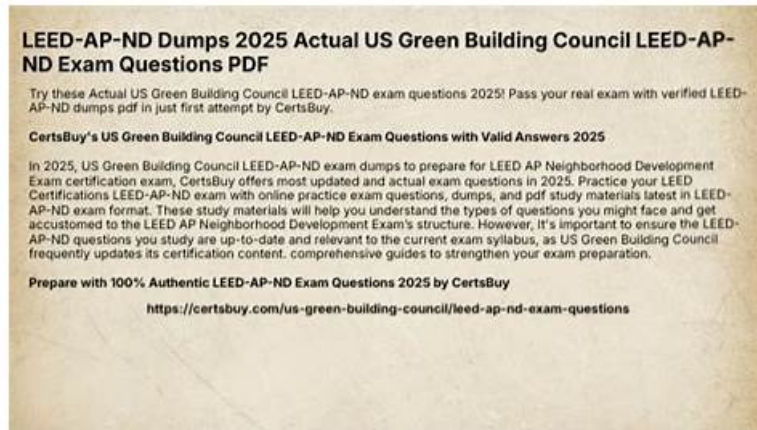 LEED-AP-ND Dumps 2025 Actual US Green Building Council LEED-AP-
ND Exam Questions PDF
Try these Actual US Green Building Council LEED-AP-ND exam questions 2025! Pass your real exam with verified LEED-
AP-ND dumps pdf in just first attempt by CertsBuy.
CertsBuy's US Green Building Council LEED-AP-ND Exam Questions with Valid Answers 2025
In 2025, US Green Building Council LEED-AP-ND exam dumps to prepare for LEED AP Neighborhood Development
Exam certification exam, CertsBuy offers most updated and actual exam questions in 2025. Practice your LEED
Certifications LEED-AP-ND exam with online practice exam questions, dumps, and pdf study materials latest in LEED-
AP-ND exam format. These study materials will help you understand the types of questions you might face and get
accustomed to the LEED AP Neighborhood Development Exam's structure. However, It's important to ensure the LEED-
AP-ND questions you study are up-to-date and relevant to the current exam syllabus, as US Green Building Council
frequently updates its certification content. comprehensive guides to strengthen your exam preparation.
Prepare with 100% Authentic LEED-AP-ND Exam Questions 2025 by CertsBuy
https://certsbuy.com/us-green-building-council/leed-ap-nd-exam-questions